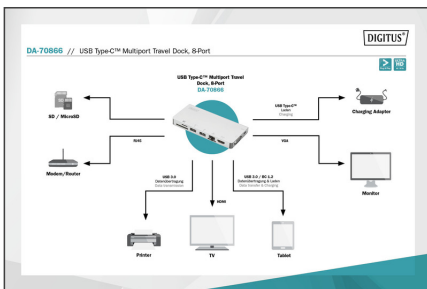 DIGITUS®
DA-70866 // USB Type-C™ Multiport Travel Dock, 8-Port
USB Type-C™ Multiport Travel
Dock, 8-Port
DA-70866
SD / MicroSD
USB Type-C™
Laden
Charging
Charging Adapter
RJ45
VGA
Modem/Router
Monitor
USB 3.0
Datenübertragung
Data transmission
HDMI
USB 3.0 / BC 1.2
Datenübertragung & Laden
Data transfer & Charging
Printer
TV
Tablet